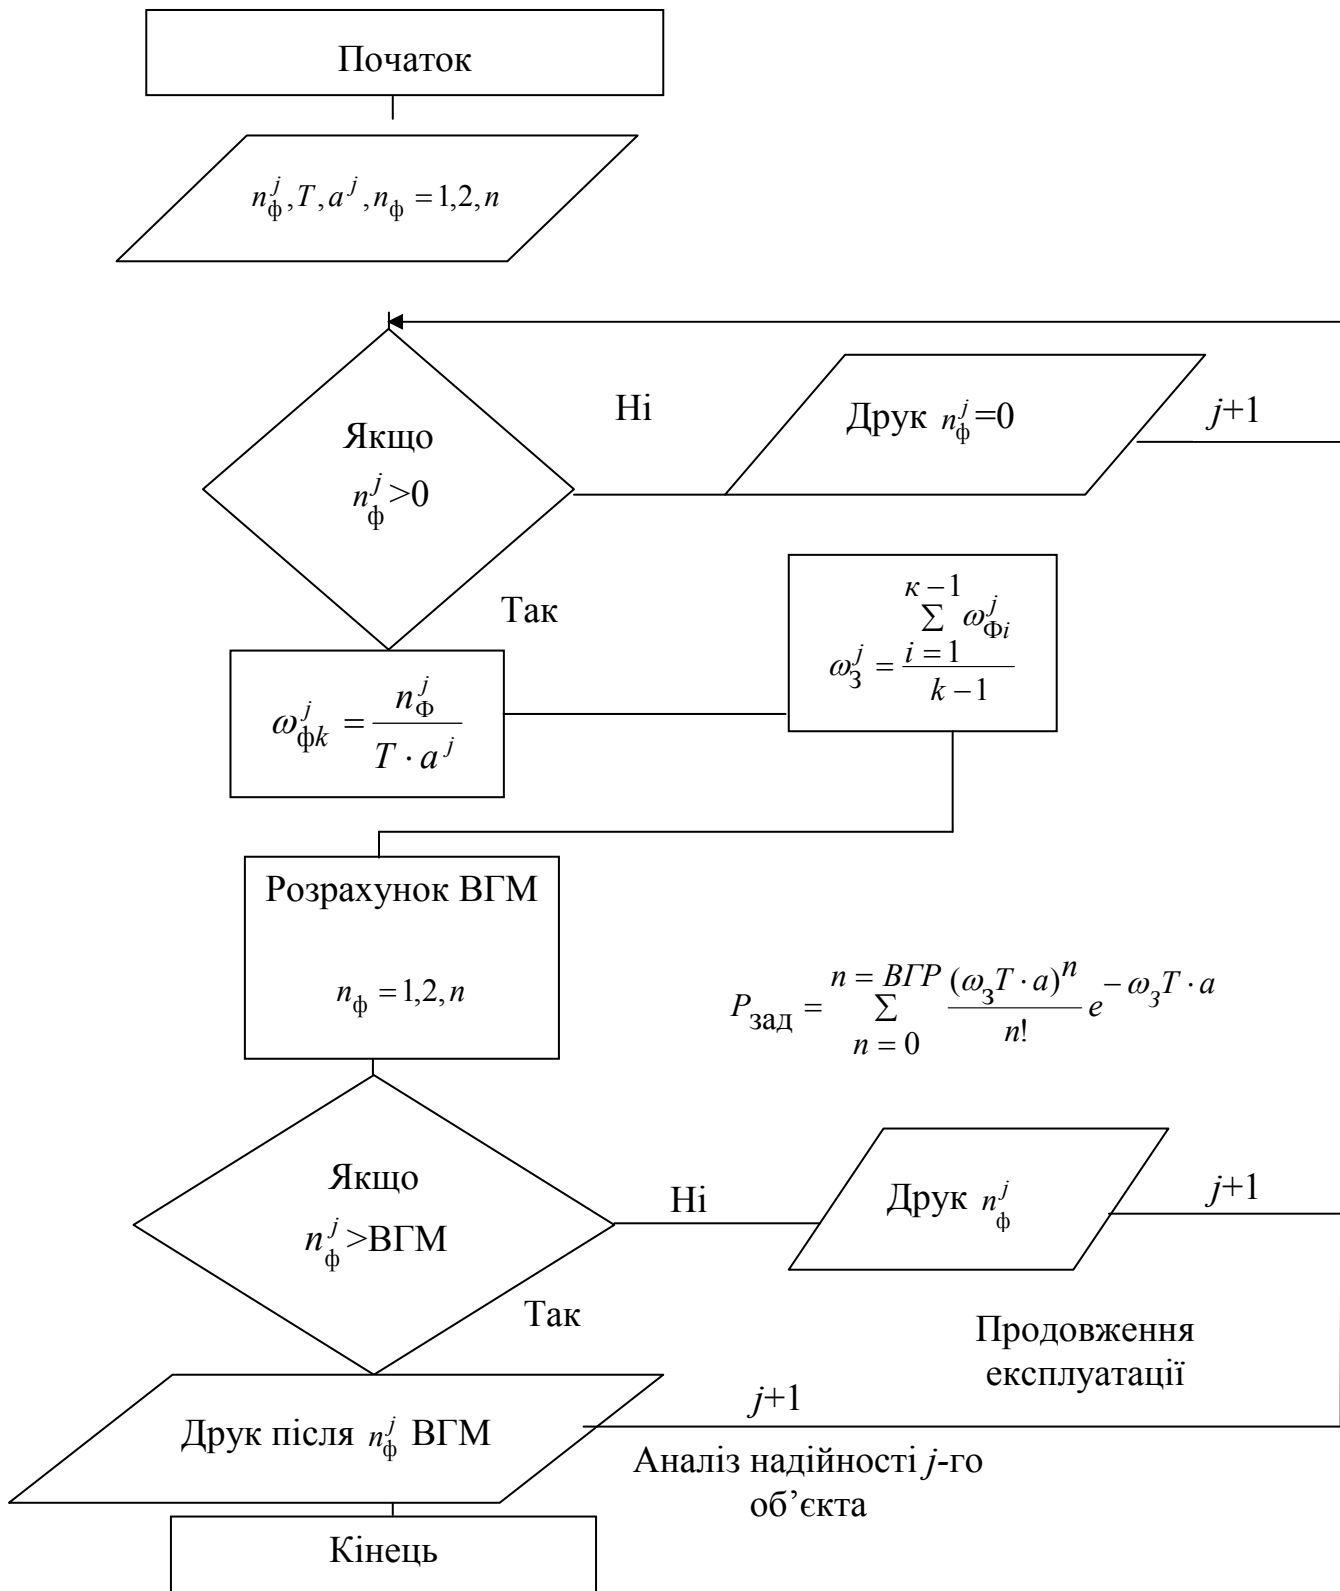 Початок
n_ф^j, T, a^j, n_ф = 1,2, n
Якщо
n_ф^j >0
Ні
Друк n_ф^j =0
j+1
Так
ω_фk^j = n_Ф^j / (T · a^j)
ω_З^j = ∑_{i = 1}^{к − 1} ω_Фi^j / (k − 1)
Розрахунок ВГМ
n_ф = 1,2, n
P_зад = ∑_{n = 0}^{n = ВГР} (ω_З T · a)^n / n! e^{− ω_З T · a}
Якщо
n_ф^j >ВГМ
Ні
Друк n_ф^j
j+1
Так
Продовження
експлуатації
Друк після n_ф^j ВГМ
j+1
Аналіз надійності j-го
об’єкта
Кінець